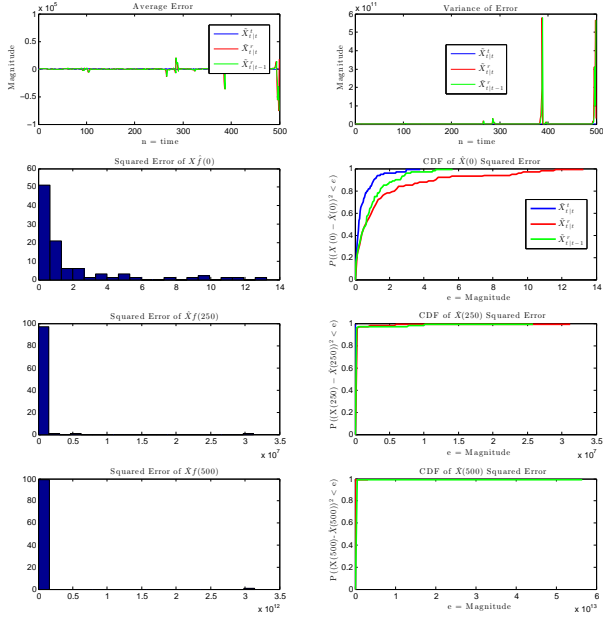 Average Error
x 10^5
Magnitude
1
0.5
0
−0.5
−1
0 100 200 300 400 500
n = time
X̃^t_{t|t}
X̃^r_{t|t}
X̃^r_{t|t−1}
Variance of Error
x 10^11
Magnitude
6
5
4
3
2
1
0
0 100 200 300 400 500
n = time
X̃^t_{t|t}
X̃^r_{t|t}
X̃^r_{t|t−1}
Squared Error of Xf̂(0)
60
50
40
30
20
10
0
0 2 4 6 8 10 12 14
CDF of X̂(0) Squared Error
P((X(0) − X̂(0))² < e)
1
0.8
0.6
0.4
0.2
0
0 2 4 6 8 10 12 14
e = Magnitude
X̃^t_{t|t}
X̃^r_{t|t}
X̃^r_{t|t−1}
Squared Error of X̂f(250)
100
80
60
40
20
0
0 0.5 1 1.5 2 2.5 3 3.5
x 10^7
CDF of X̂(250) Squared Error
P((X(250) − X̂(250))² < e)
1
0.8
0.6
0.4
0.2
0
0 0.5 1 1.5 2 2.5 3 3.5
e = Magnitude
x 10^7
Squared Error of X̂f(500)
100
80
60
40
20
0
0 0.5 1 1.5 2 2.5 3 3.5
x 10^12
CDF of X̂(500) Squared Error
P((X(500)-X̂(500))² < e)
1
0.8
0.6
0.4
0.2
0
0 1 2 3 4 5 6
e = Magnitude
x 10^13